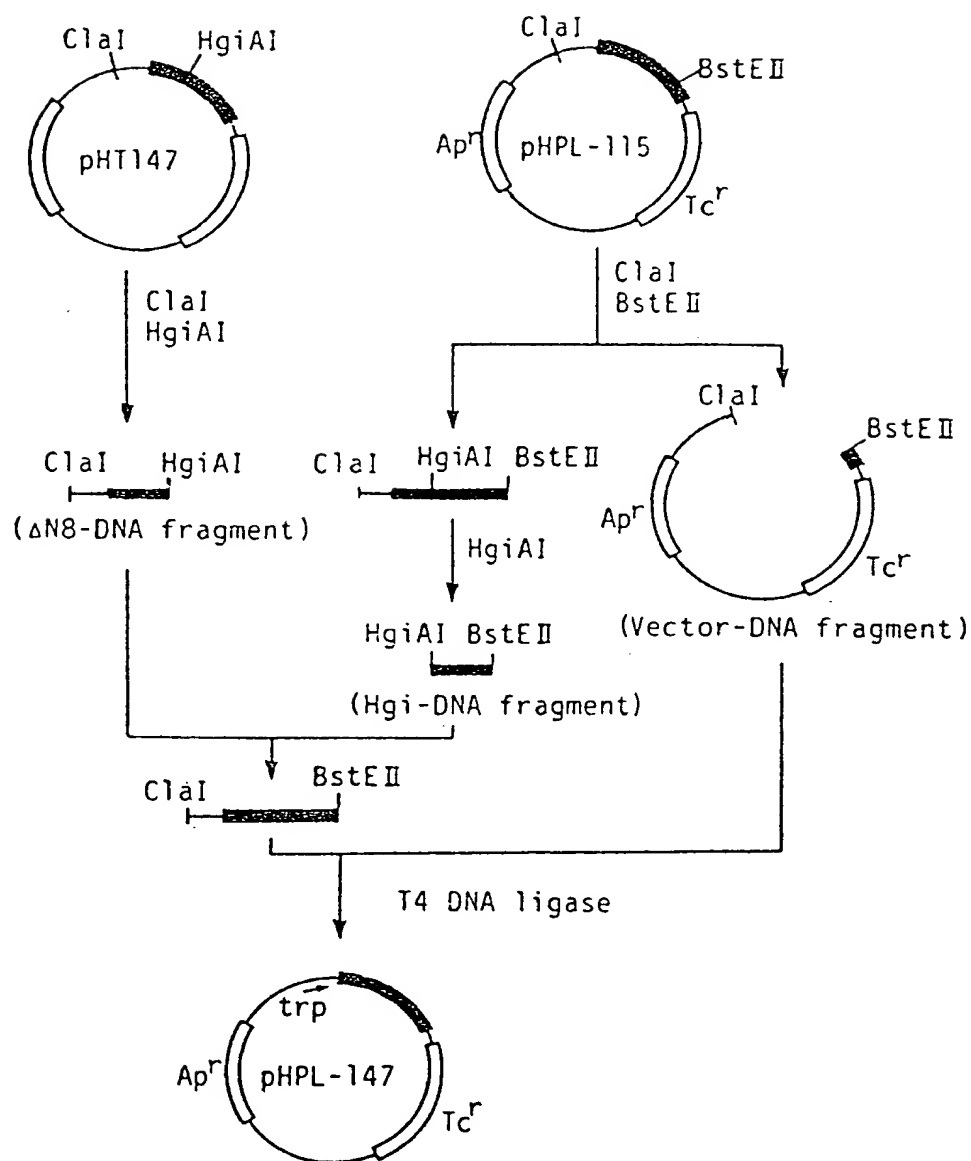 ClaI
HgiAI
pHT147
ClaI
HgiAI
ClaI
BstEⅡ
Apr
pHPL-115
Tcr
ClaI
BstEⅡ
ClaI
HgiAI
(ΔN8-DNA fragment)
ClaI
HgiAI
BstEⅡ
HgiAI
HgiAI
BstEⅡ
(Hgi-DNA fragment)
ClaI
BstEⅡ
Apr
Tcr
(Vector-DNA fragment)
ClaI
BstEⅡ
T4 DNA ligase
trp
Apr
pHPL-147
Tcr